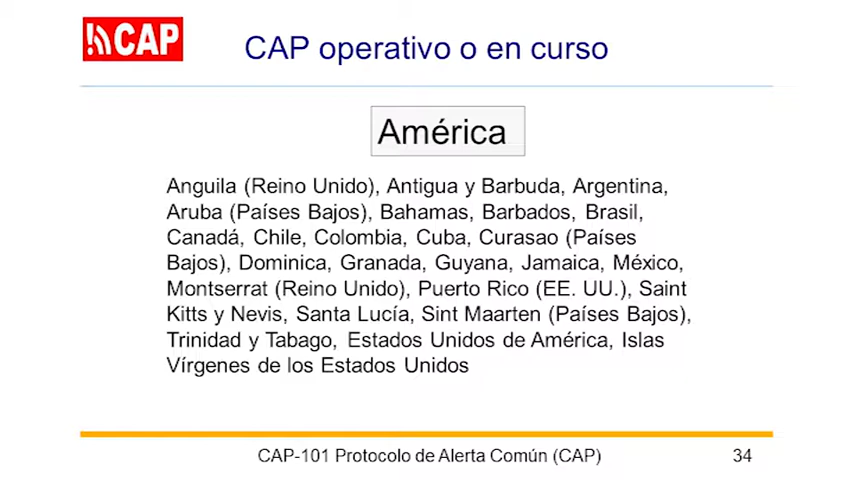 CAP
CAP operativo o en curso
América
Anguila (Reino Unido), Antigua y Barbuda, Argentina,
Aruba (Países Bajos), Bahamas, Barbados, Brasil,
Canadá, Chile, Colombia, Cuba, Curasao (Países
Bajos), Dominica, Granada, Guyana, Jamaica, México,
Montserrat (Reino Unido), Puerto Rico (EE. UU.), Saint
Kitts y Nevis, Santa Lucía, Sint Maarten (Países Bajos),
Trinidad y Tabago, Estados Unidos de América, Islas
Vírgenes de los Estados Unidos
CAP-101 Protocolo de Alerta Común (CAP) 34